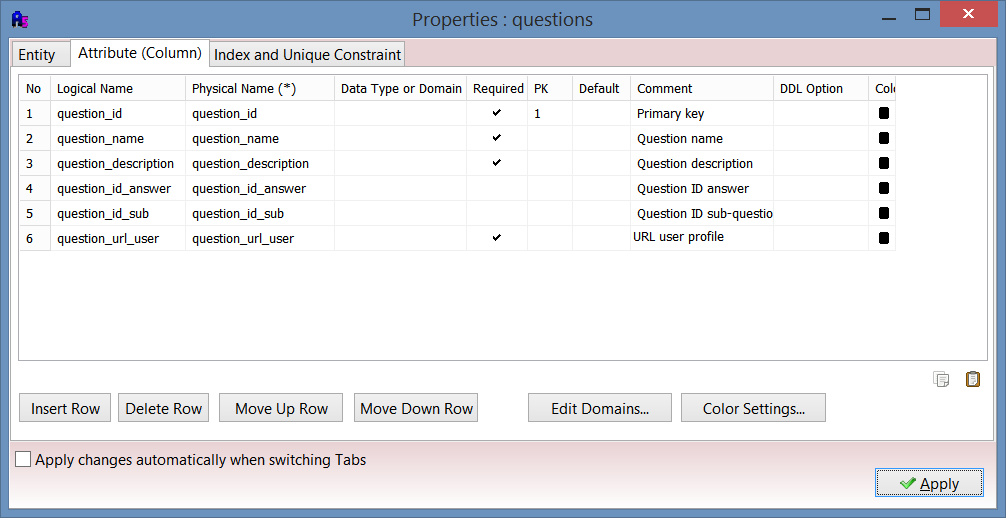 Properties : questions
Entity Attribute (Column) Index and Unique Constraint
No Logical Name Physical Name (*) Data Type or Domain Required PK Default Comment DDL Option Colo
1 question_id question_id 1 Primary key
2 question_name question_name Question name
3 question_description question_description Question description
4 question_id_answer question_id_answer Question ID answer
5 question_id_sub question_id_sub Question ID sub-questio
6 question_url_user question_url_user URL user profile
Insert Row Delete Row Move Up Row Move Down Row Edit Domains... Color Settings...
Apply changes automatically when switching Tabs
Apply